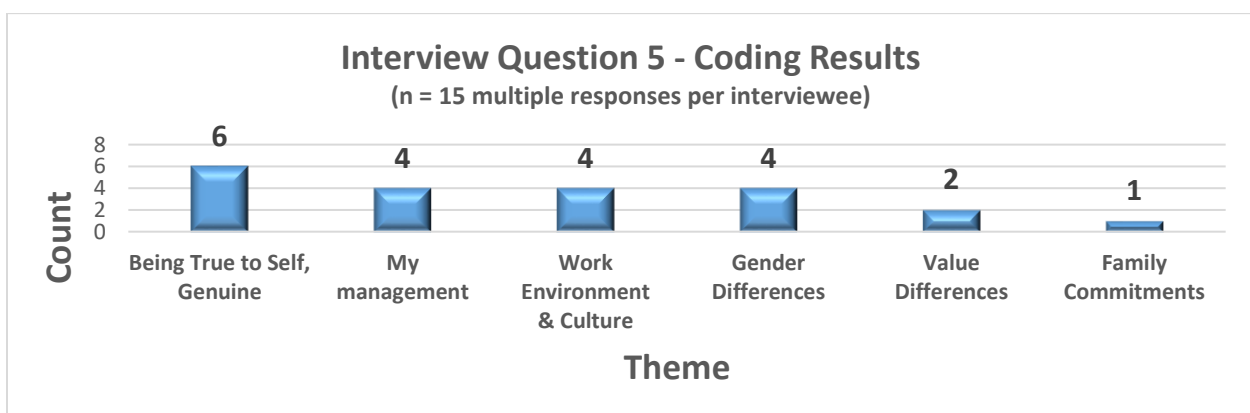 Interview Question 5 - Coding Results
(n = 15 multiple responses per interviewee)
Count
8
6
4
2
0
6
4
4
4
2
1
Being True to Self,
Genuine
My
management
Work
Environment
& Culture
Gender
Differences
Value
Differences
Family
Commitments
Theme